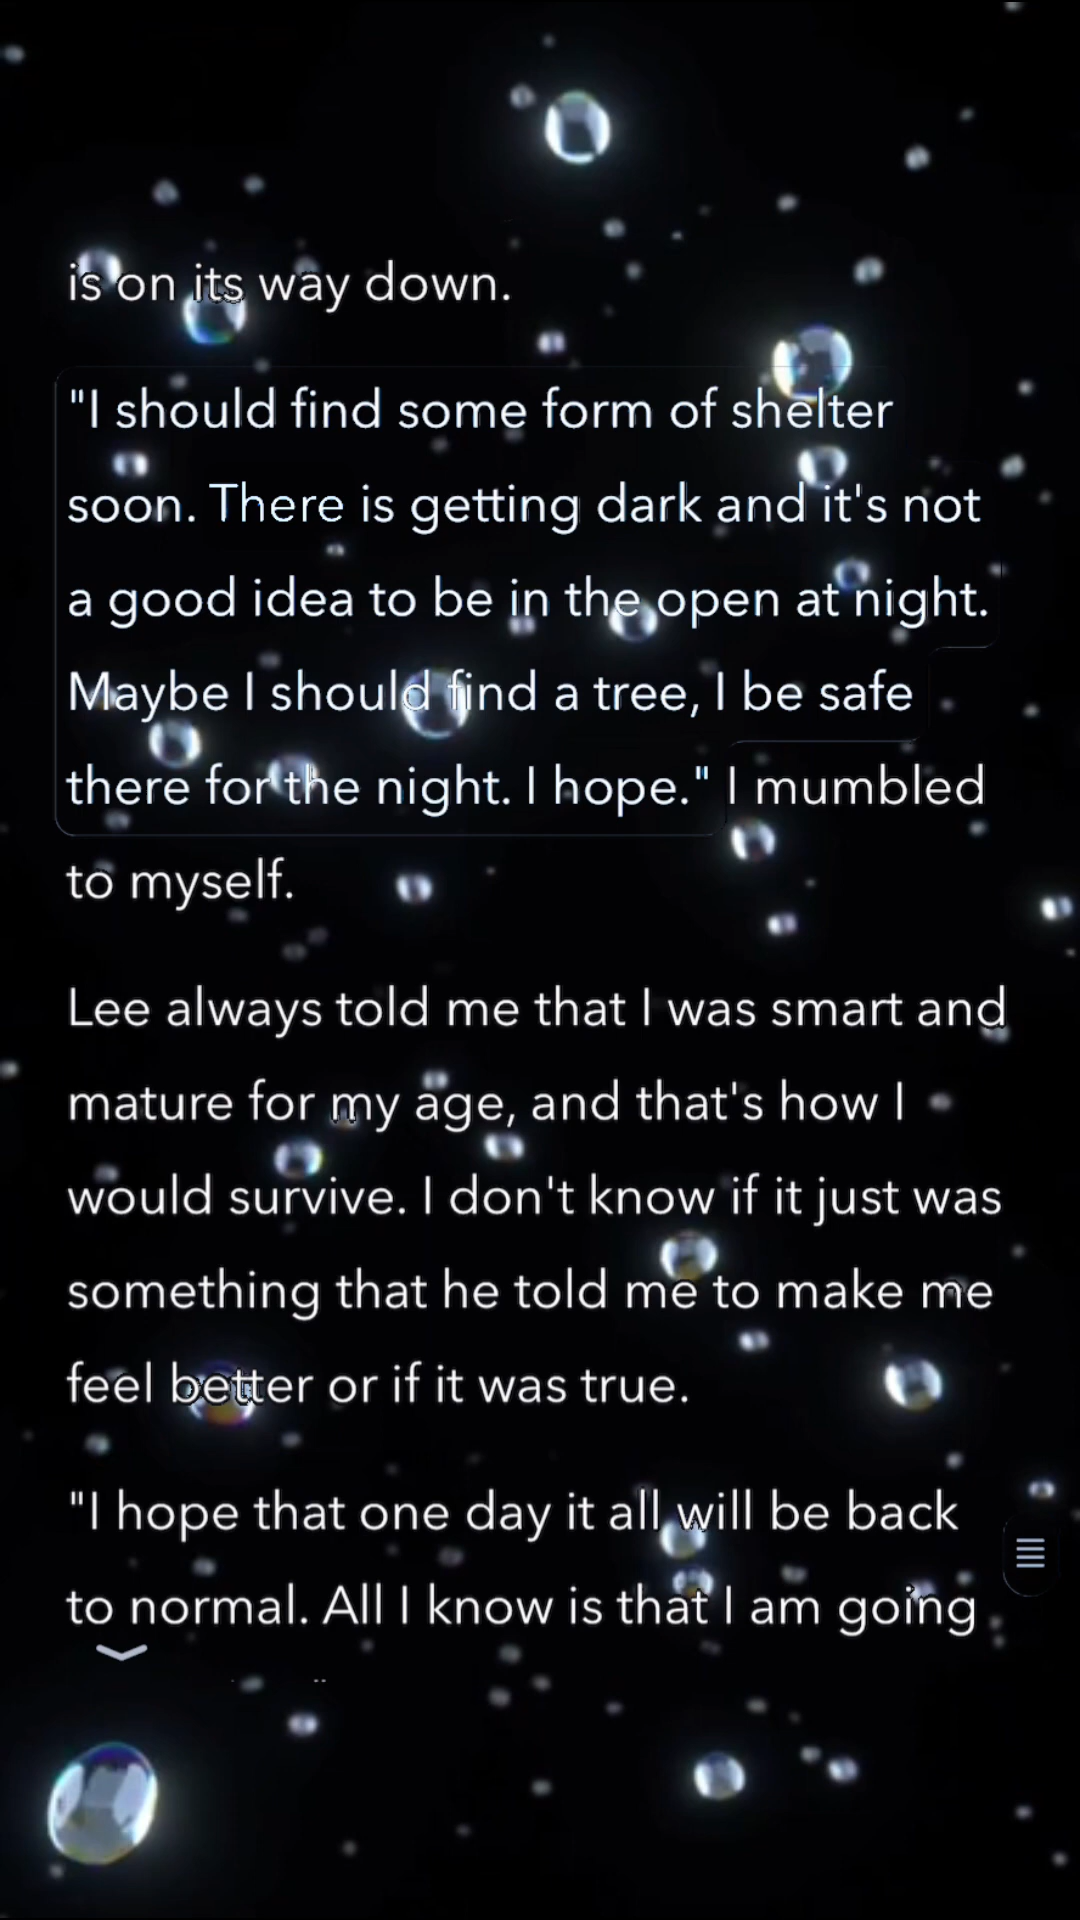 is on its way down.
"I should find some form of shelter
soon. There is getting dark and it's not
a good idea to be in the open at night.
Maybe I should find a tree, I be safe
there for the night. I hope." I mumbled
to myself.
Lee always told me that I was smart and
mature for my age, and that's how I
would survive. I don't know if it just was
something that he told me to make me
feel better or if it was true.
"I hope that one day it all will be back
to normal. All I know is that I am going